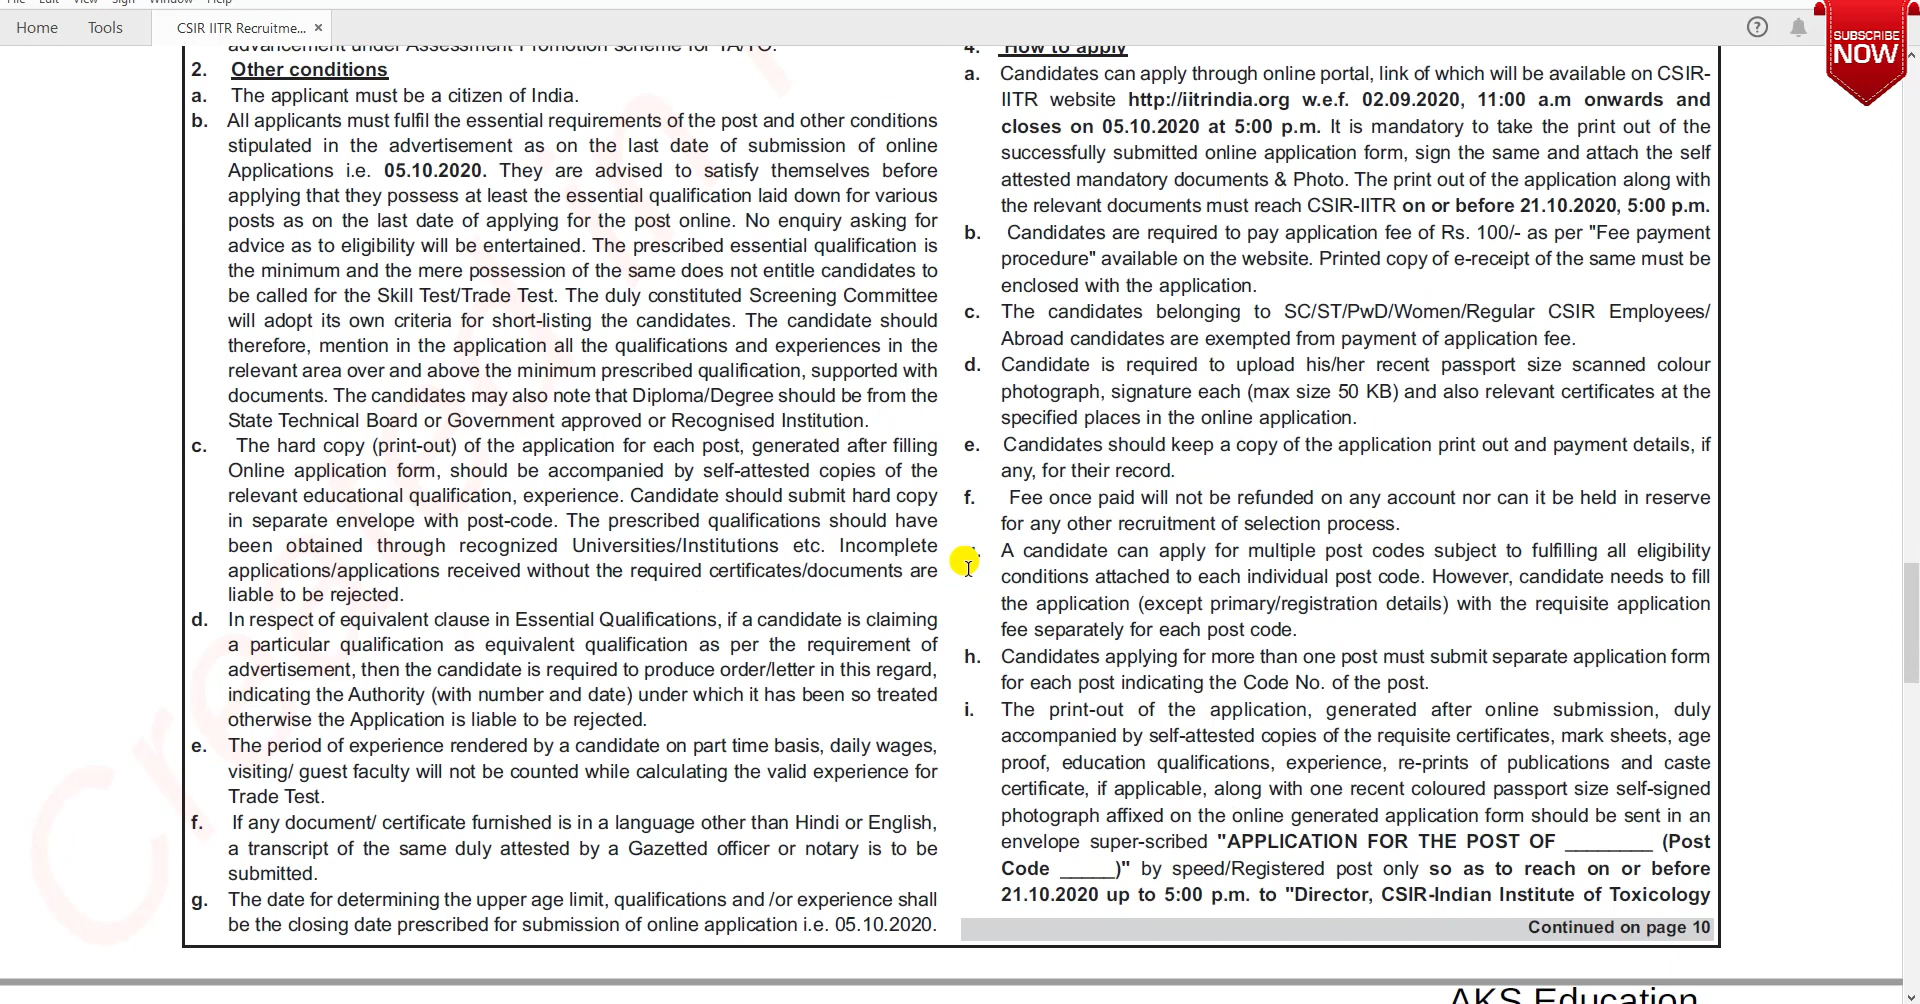 File Edit View Sign Window Help
Home Tools CSIR IITR Recruitme... ×
SUBSCRIBE
NOW
advancement under Assessment Promotion scheme for TA/TO.
2. Other conditions
a. The applicant must be a citizen of India.
b. All applicants must fulfil the essential requirements of the post and other conditions
stipulated in the advertisement as on the last date of submission of online
Applications i.e. 05.10.2020. They are advised to satisfy themselves before
applying that they possess at least the essential qualification laid down for various
posts as on the last date of applying for the post online. No enquiry asking for
advice as to eligibility will be entertained. The prescribed essential qualification is
the minimum and the mere possession of the same does not entitle candidates to
be called for the Skill Test/Trade Test. The duly constituted Screening Committee
will adopt its own criteria for short-listing the candidates. The candidate should
therefore, mention in the application all the qualifications and experiences in the
relevant area over and above the minimum prescribed qualification, supported with
documents. The candidates may also note that Diploma/Degree should be from the
State Technical Board or Government approved or Recognised Institution.
c. The hard copy (print-out) of the application for each post, generated after filling
Online application form, should be accompanied by self-attested copies of the
relevant educational qualification, experience. Candidate should submit hard copy
in separate envelope with post-code. The prescribed qualifications should have
been obtained through recognized Universities/Institutions etc. Incomplete
applications/applications received without the required certificates/documents are
liable to be rejected.
d. In respect of equivalent clause in Essential Qualifications, if a candidate is claiming
a particular qualification as equivalent qualification as per the requirement of
advertisement, then the candidate is required to produce order/letter in this regard,
indicating the Authority (with number and date) under which it has been so treated
otherwise the Application is liable to be rejected.
e. The period of experience rendered by a candidate on part time basis, daily wages,
visiting/ guest faculty will not be counted while calculating the valid experience for
Trade Test.
f. If any document/ certificate furnished is in a language other than Hindi or English,
a transcript of the same duly attested by a Gazetted officer or notary is to be
submitted.
g. The date for determining the upper age limit, qualifications and /or experience shall
be the closing date prescribed for submission of online application i.e. 05.10.2020.
4. How to apply
a. Candidates can apply through online portal, link of which will be available on CSIR-
IITR website http://iitrindia.org w.e.f. 02.09.2020, 11:00 a.m onwards and
closes on 05.10.2020 at 5:00 p.m. It is mandatory to take the print out of the
successfully submitted online application form, sign the same and attach the self
attested mandatory documents & Photo. The print out of the application along with
the relevant documents must reach CSIR-IITR on or before 21.10.2020, 5:00 p.m.
b. Candidates are required to pay application fee of Rs. 100/- as per "Fee payment
procedure" available on the website. Printed copy of e-receipt of the same must be
enclosed with the application.
c. The candidates belonging to SC/ST/PwD/Women/Regular CSIR Employees/
Abroad candidates are exempted from payment of application fee.
d. Candidate is required to upload his/her recent passport size scanned colour
photograph, signature each (max size 50 KB) and also relevant certificates at the
specified places in the online application.
e. Candidates should keep a copy of the application print out and payment details, if
any, for their record.
f. Fee once paid will not be refunded on any account nor can it be held in reserve
for any other recruitment of selection process.
A candidate can apply for multiple post codes subject to fulfilling all eligibility
conditions attached to each individual post code. However, candidate needs to fill
the application (except primary/registration details) with the requisite application
fee separately for each post code.
h. Candidates applying for more than one post must submit separate application form
for each post indicating the Code No. of the post.
i. The print-out of the application, generated after online submission, duly
accompanied by self-attested copies of the requisite certificates, mark sheets, age
proof, education qualifications, experience, re-prints of publications and caste
certificate, if applicable, along with one recent coloured passport size self-signed
photograph affixed on the online generated application form should be sent in an
envelope super-scribed "APPLICATION FOR THE POST OF ________ (Post
Code _____)" by speed/Registered post only so as to reach on or before
21.10.2020 up to 5:00 p.m. to "Director, CSIR-Indian Institute of Toxicology
Continued on page 10
AKS Education